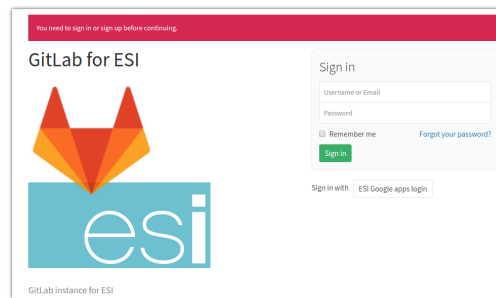 You need to sign in or sign up before continuing.
GitLab for ESI
esi
GitLab instance for ESI
Sign in
Username or Email
Password
Remember me
Forgot your password?
Sign in
Sign in with
ESI Google apps login